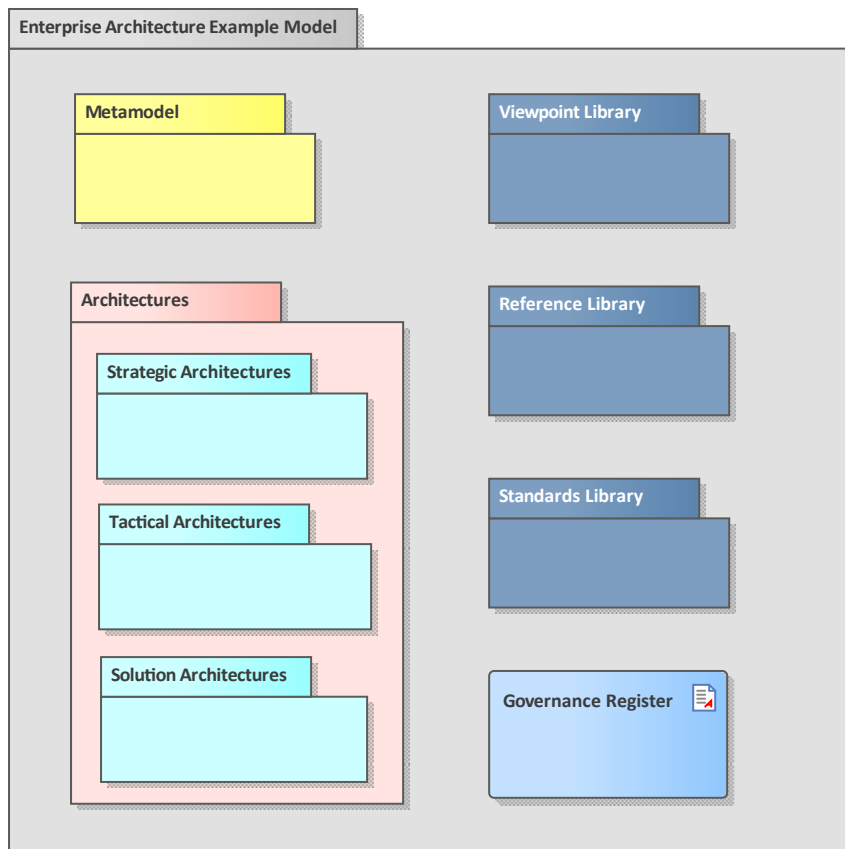 Enterprise Architecture Example Model
Metamodel
Viewpoint Library
Architectures
Reference Library
Strategic Architectures
Standards Library
Tactical Architectures
Solution Architectures
Governance Register